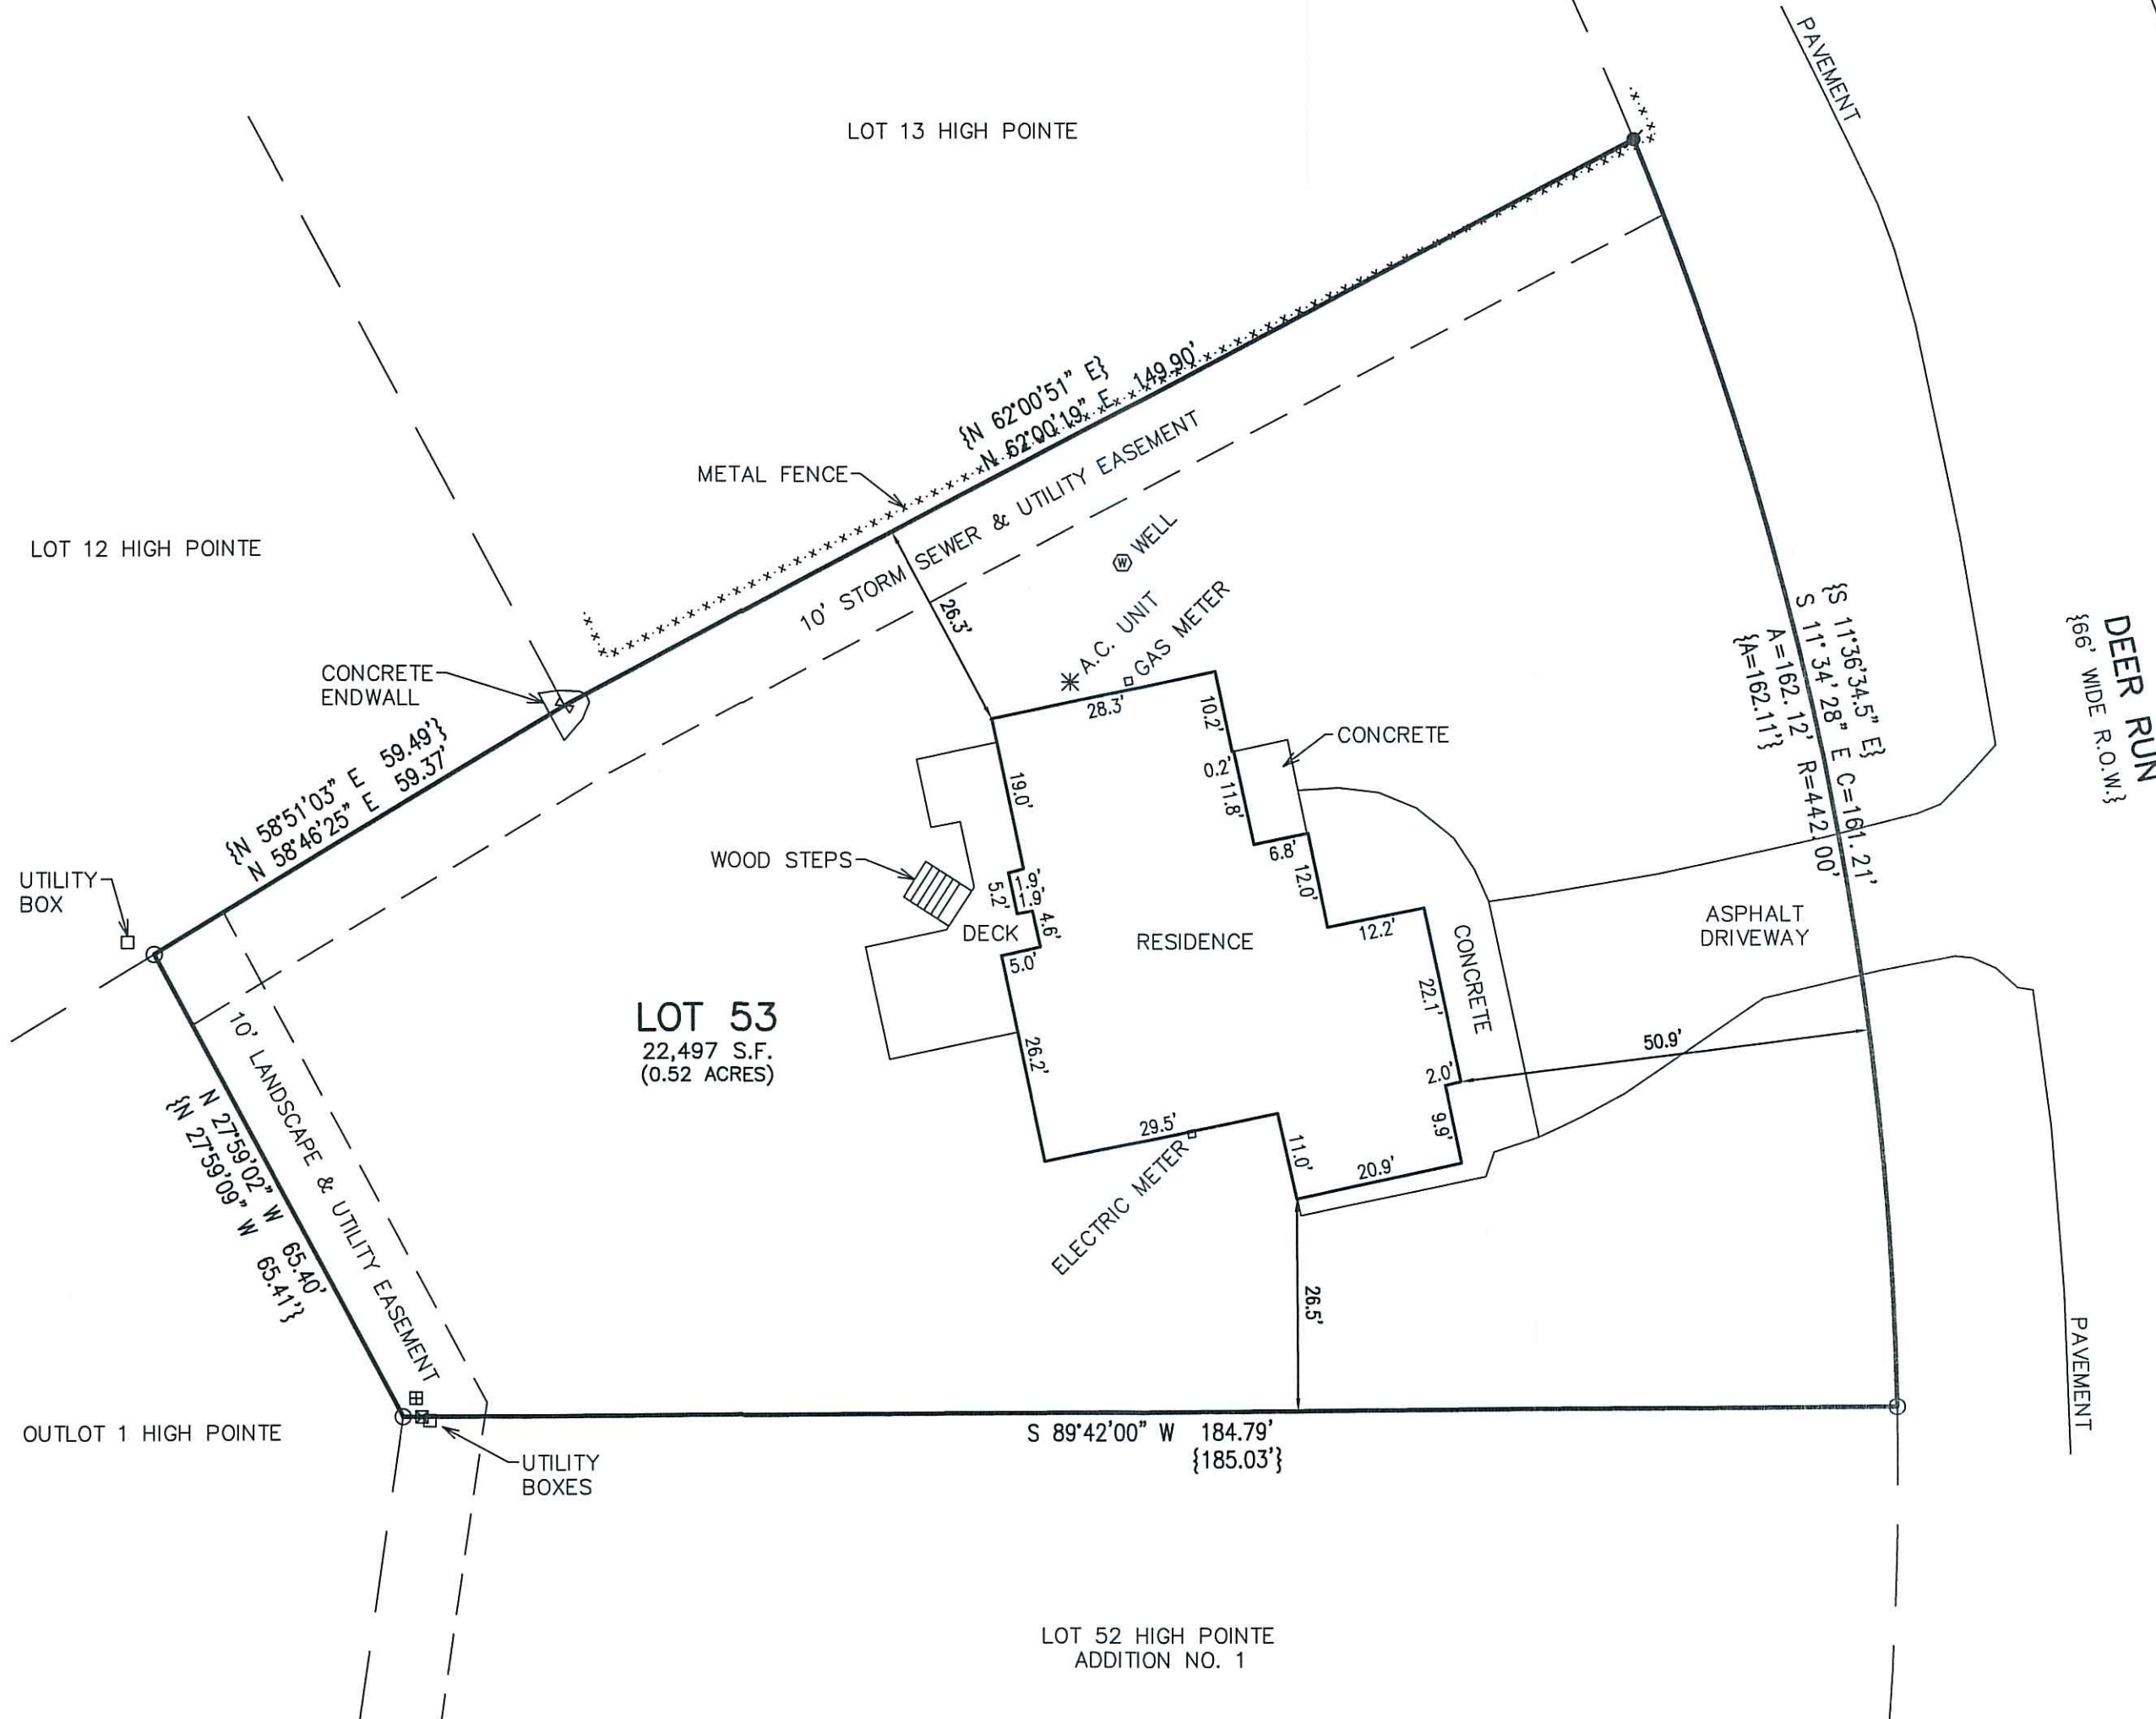 PAVEMENT
LOT 13 HIGH POINTE
{N 62°00'51" E}
N 62°00'19" E 149.90'
METAL FENCE
10' STORM SEWER & UTILITY EASEMENT
LOT 12 HIGH POINTE
W WELL
26.3'
A.C. UNIT
GAS METER
{S 11°36'34.5" E}
S 11°34'28" E C=161.21'
A=162.12' R=442.00'
{A=162.11'}
DEER RUN
{66' WIDE R.O.W.}
CONCRETE
ENDWALL
28.3'
10.2'
CONCRETE
{N 58°51'03" E 59.49'}
N 58°46'25" E 59.37'
0.2'
11.8'
19.0'
6.8'
12.0'
WOOD STEPS
1.9'
5.2'
1.9'
4.6'
UTILITY
BOX
DECK
RESIDENCE
12.2'
ASPHALT
DRIVEWAY
5.0'
CONCRETE
22.1'
LOT 53
22,497 S.F.
(0.52 ACRES)
26.2'
50.9'
2.0'
9.9'
10' LANDSCAPE & UTILITY EASEMENT
N 27°59'02" W 65.40'
{N 27°59'09" W 65.41'}
29.5'
11.0'
20.9'
ELECTRIC METER
26.5'
PAVEMENT
OUTLOT 1 HIGH POINTE
S 89°42'00" W 184.79'
{185.03'}
UTILITY
BOXES
LOT 52 HIGH POINTE
ADDITION NO. 1